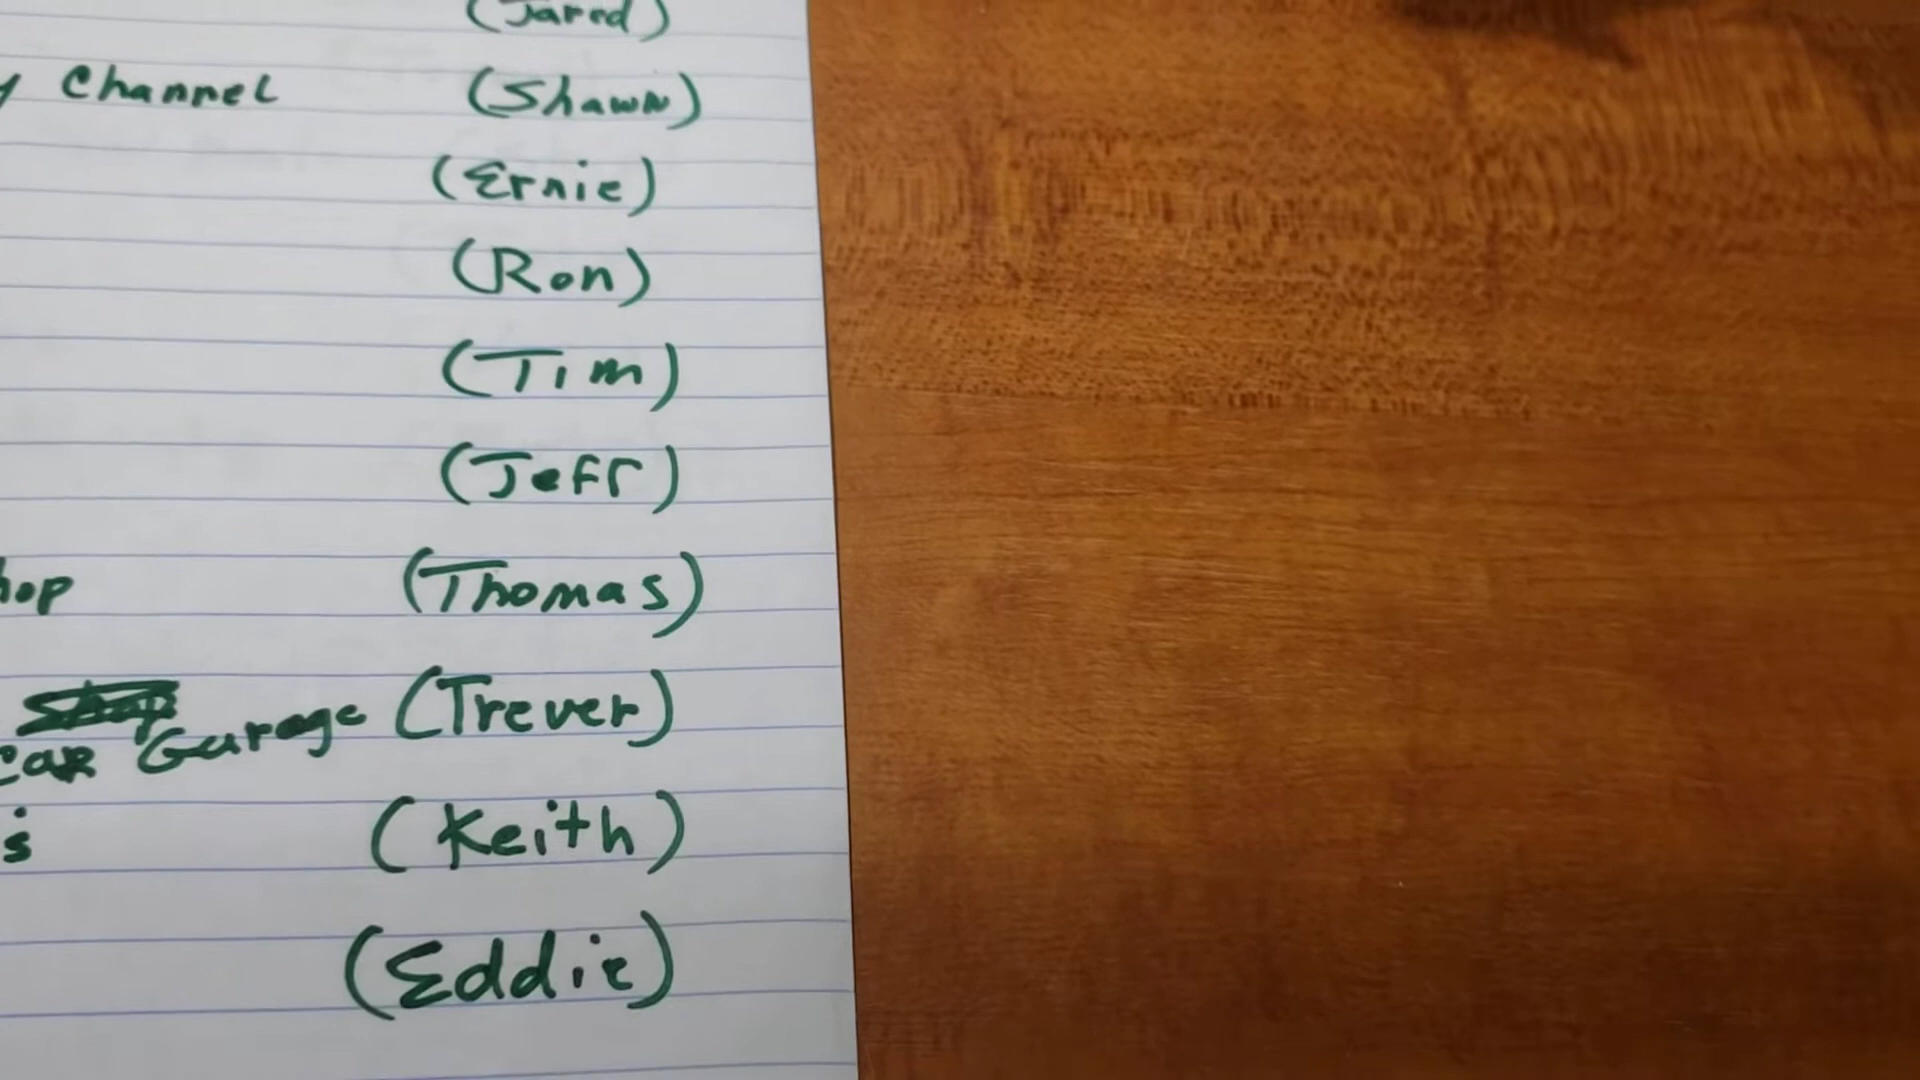 (Jared)
Channel (Shawn)
(Ernie)
(Ron)
(Tim)
(Jeff)
(Thomas)
Garage (Trever)
(Keith)
(Eddie)